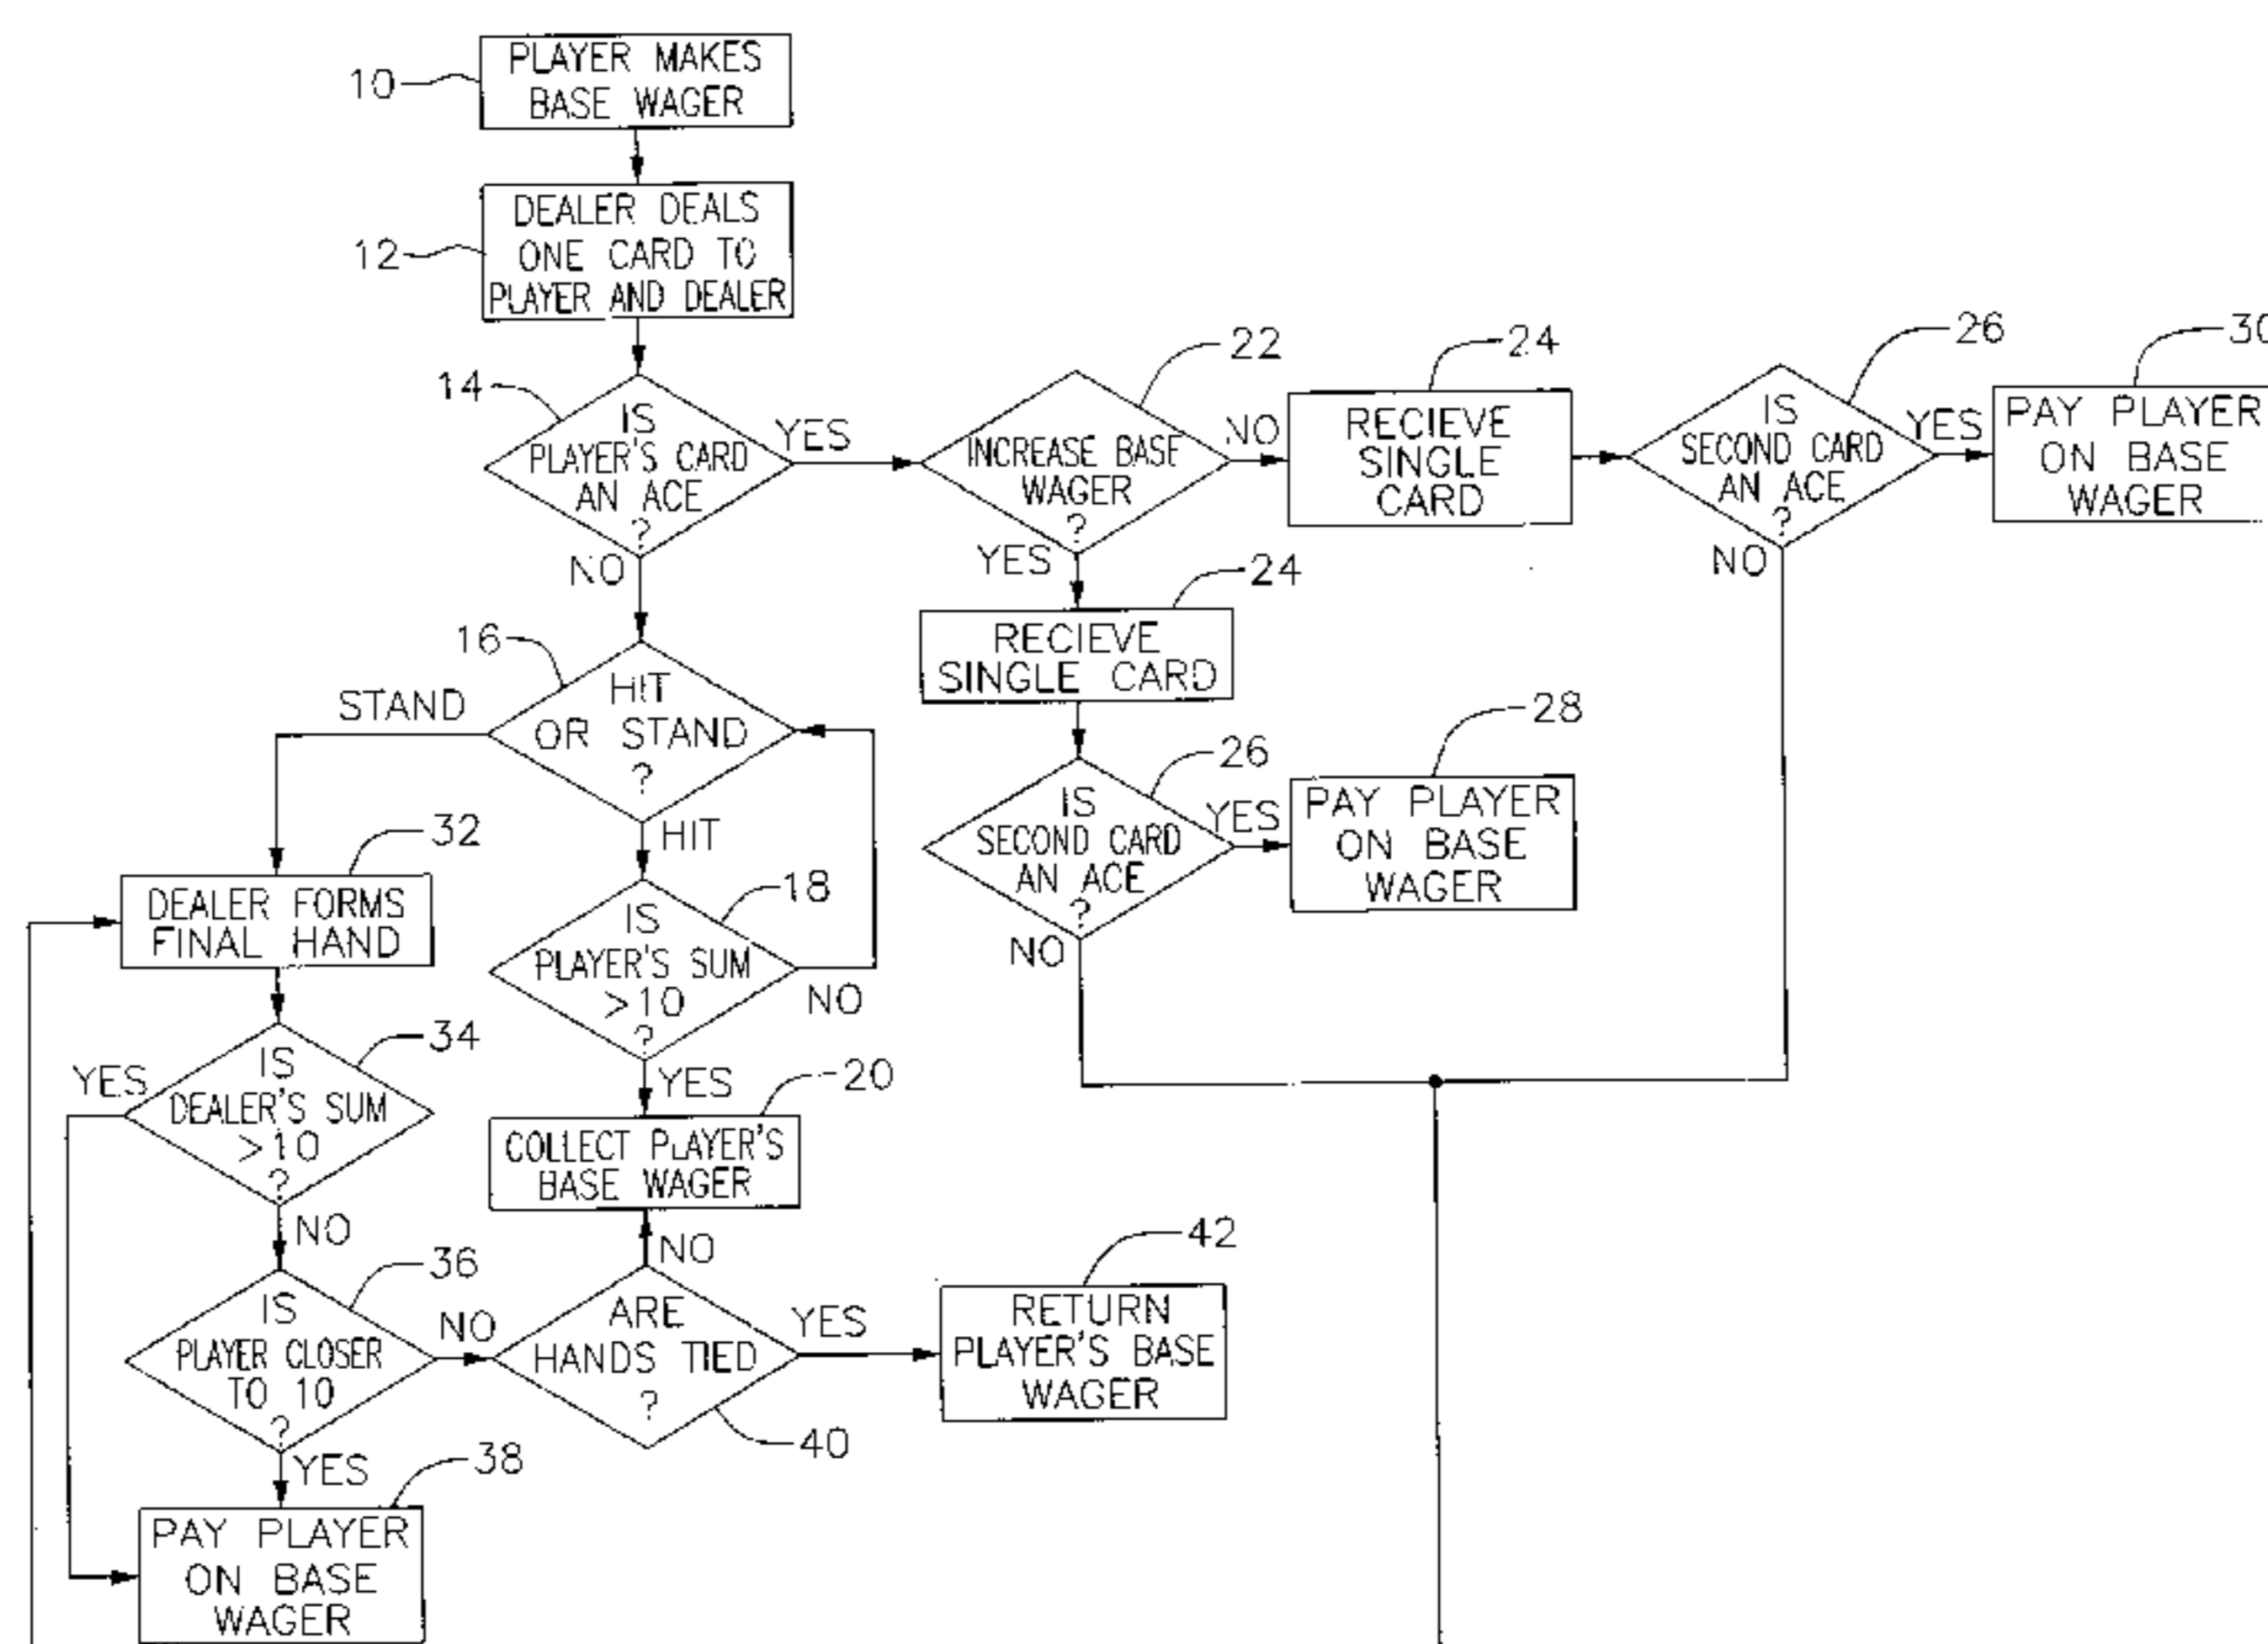 10
PLAYER MAKES
BASE WAGER
12
DEALER DEALS
ONE CARD TO
PLAYER AND DEALER
14
IS
PLAYER'S CARD
AN ACE
?
YES
NO
22
INCREASE BASE
WAGER
?
NO
YES
24
RECIEVE
SINGLE
CARD
26
IS
SECOND CARD
AN ACE
?
YES
NO
30
PAY PLAYER
ON BASE
WAGER
24
RECIEVE
SINGLE CARD
26
IS
SECOND CARD
AN ACE
?
YES
NO
28
PAY PLAYER
ON BASE
WAGER
16
HIT
OR STAND
?
STAND
HIT
18
IS
PLAYER'S SUM
>10
?
NO
YES
20
COLLECT PLAYER'S
BASE WAGER
32
DEALER FORMS
FINAL HAND
34
IS
DEALER'S SUM
>10
?
YES
NO
36
IS
PLAYER CLOSER
TO 10
?
NO
YES
38
PAY PLAYER
ON BASE
WAGER
40
ARE
HANDS TIED
?
NO
YES
42
RETURN
PLAYER'S BASE
WAGER